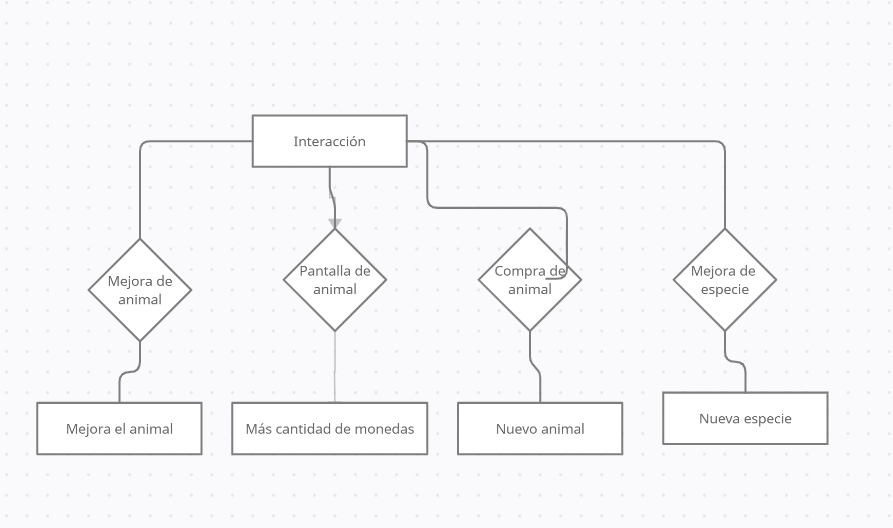 Interacción
Mejora de
animal
Pantalla de
animal
Compra de
animal
Mejora de
especie
Mejora el animal
Más cantidad de monedas
Nuevo animal
Nueva especie